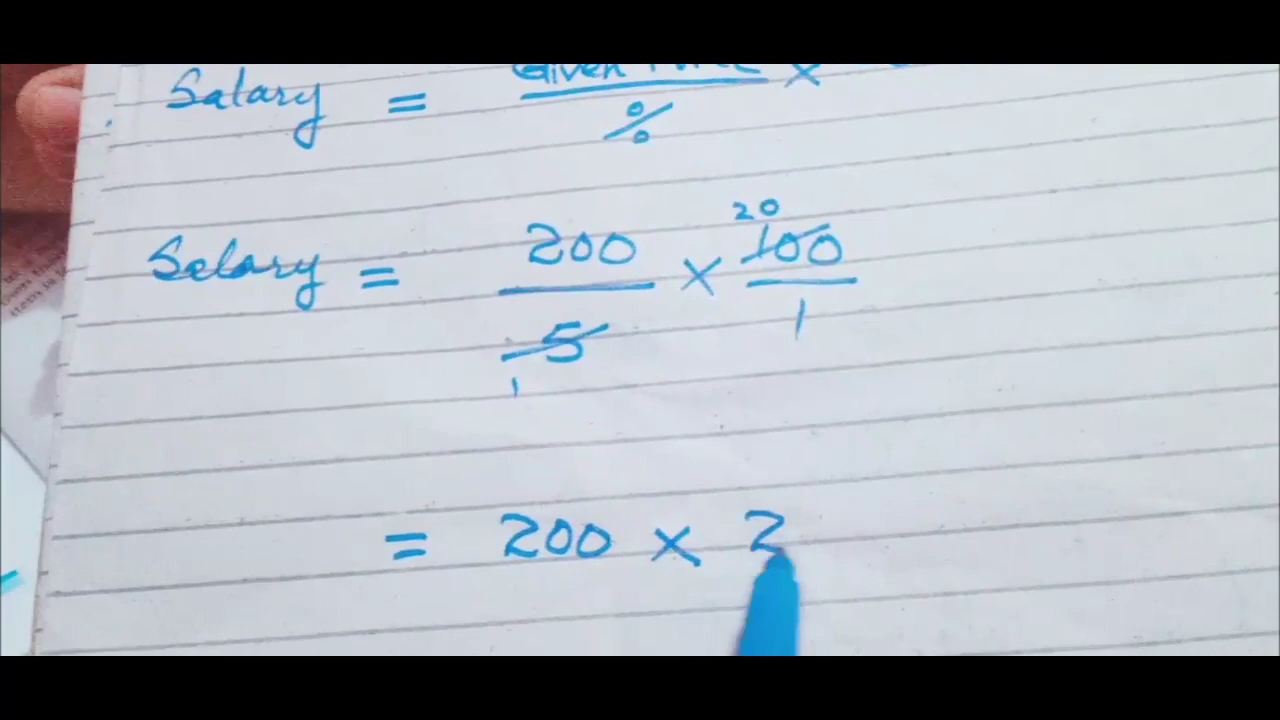 Salary = Given / % ×
Salary = 200 / 5 × 100 / 1
20
1
= 200 × 2